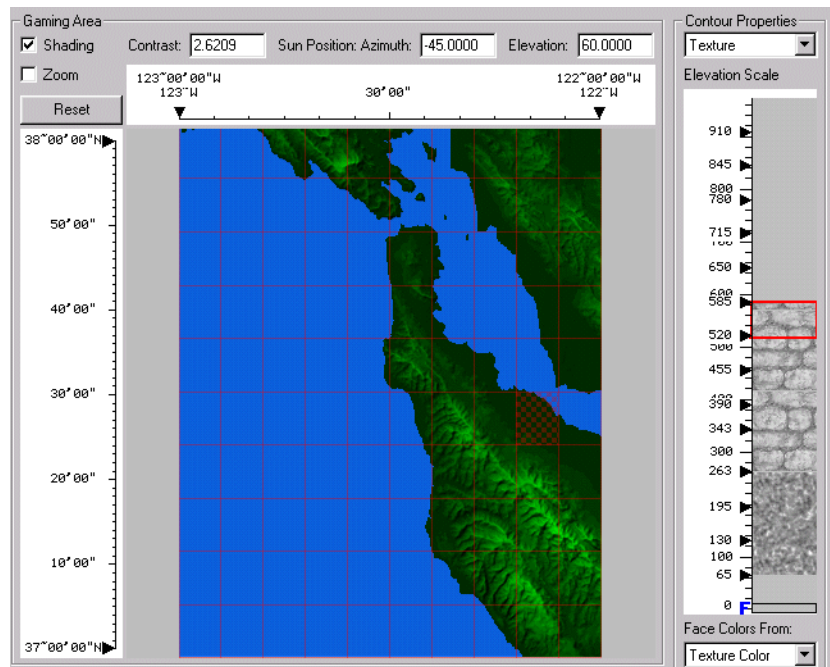 Gaming Area
Shading
Contrast: 2.6209
Sun Position: Azimuth: -45.0000
Elevation: 60.0000
Zoom
Reset
123~00'00"W
122~00'00"W
123~W
30'00"
122~W
38~00'00"N
50'00"
40'00"
30'00"
20'00"
10'00"
37~00'00"N
Contour Properties
Texture
Elevation Scale
910
845
800
780
715
650
600
585
520
500
455
390
343
300
263
195
130
100
65
0
F
Face Colors From:
Texture Color